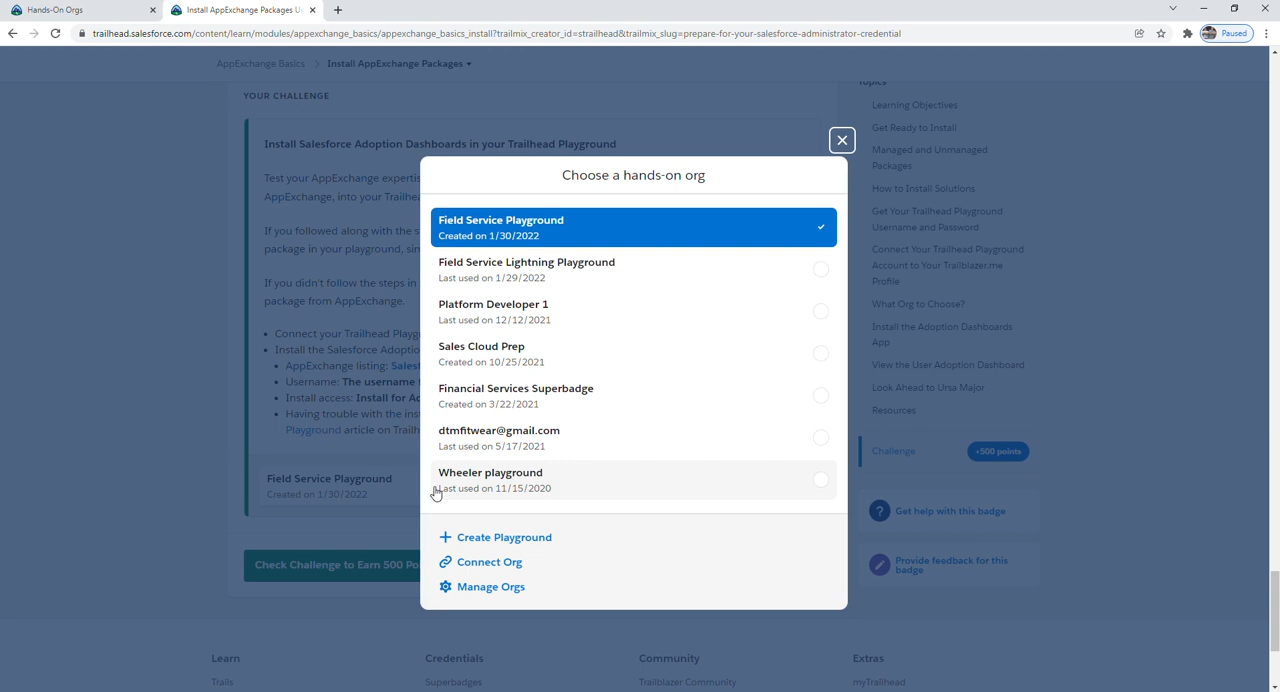 Hands-On Orgs
Install AppExchange Packages U
trailhead.salesforce.com/content/learn/modules/appexchange_basics/appexchange_basics_install?trailmix_creator_id=strailhead&trailmix_slug=prepare-for-your-salesforce-administrator-credential
Paused
AppExchange Basics > Install AppExchange Packages
YOUR CHALLENGE
Install Salesforce Adoption Dashboards in your Trailhead Playground
Test your AppExchange expertis
AppExchange, into your Trailhea
If you followed along with the s
package in your playground, sin
If you didn't follow the steps in
package from AppExchange.
• Connect your Trailhead Playgr
• Install the Salesforce Adoptio
• AppExchange listing: Salest
• Username: The username
• Install access: Install for Ac
• Having trouble with the inst
Playground article on Trailh
Field Service Playground
Created on 1/30/2022
Check Challenge to Earn 500 Po
Choose a hands-on org
Field Service Playground
Created on 1/30/2022
Field Service Lightning Playground
Last used on 1/29/2022
Platform Developer 1
Last used on 12/12/2021
Sales Cloud Prep
Created on 10/25/2021
Financial Services Superbadge
Created on 3/22/2021
dtmfitwear@gmail.com
Last used on 5/17/2021
Wheeler playground
Last used on 11/15/2020
Create Playground
Connect Org
Manage Orgs
Topics
Learning Objectives
Get Ready to Install
Managed and Unmanaged
Packages
How to Install Solutions
Get Your Trailhead Playground
Username and Password
Connect Your Trailhead Playground
Account to Your Trailblazer.me
Profile
What Org to Choose?
Install the Adoption Dashboards
App
View the User Adoption Dashboard
Look Ahead to Ursa Major
Resources
Challenge
+500 points
Get help with this badge
Provide feedback for this
badge
Learn
Credentials
Community
Extras
Trails
Superbadges
Trailblazer Community
myTrailhead